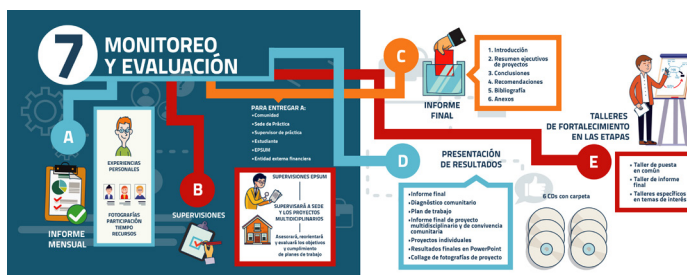 7
MONITOREO
Y EVALUACIÓN
A
INFORME
MENSUAL
EXPERIENCIAS
PERSONALES
FOTOGRAFÍAS
PARTICIPACIÓN
TIEMPO
RECURSOS
B
SUPERVISIONES
PARA ENTREGAR A:
•Comunidad
•Sede de Práctica
•Supervisor de práctica
•Estudiante
•EPSUM
•Entidad externa financiera
SUPERVISIONES EPSUM
SUPERVISARÁ A SEDE
Y LOS PROYECTOS
MULTIDICIPLINARIOS
Asesorará, reorientará
y evaluará los objetivos
y cumplimiento
de planes de trabajo
C
INFORME
FINAL
1. Introducción
2. Resumen ejecutivos
de proyectos
3. Conclusiones
4. Recomendaciones
5. Bibliografía
6. Anexos
D
PRESENTACIÓN
DE RESULTADOS
•Informe final
•Diagnóstico comunitario
•Plan de trabajo
•Informe final de proyecto
multidisciplinario y de convivencia
comunitaria
•Proyectos individuales
•Resultados finales en PowerPoint
•Collage de fotografías de proyecto
6 CDs con carpeta
TALLERES
DE FORTALECIMIENTO
EN LAS ETAPAS
E
• Taller de puesta
en común
• Taller de informe
final
• Talleres específicos
en temas de interés